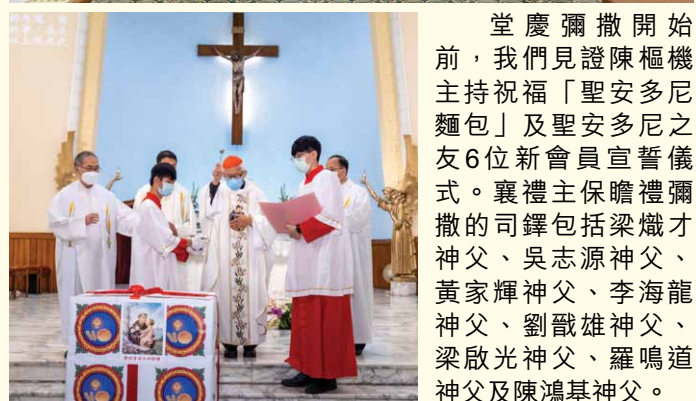 堂慶彌撒開始
前，我們見證陳樞機
主持祝福「聖安多尼
麵包」及聖安多尼之
友6位新會員宣誓儀
式。襄禮主保瞻禮彌
撒的司鐸包括梁熾才
神父、吳志源神父、
黃家輝神父、李海龍
神父、劉戩雄神父、
梁啟光神父、羅鳴道
神父及陳鴻基神父。